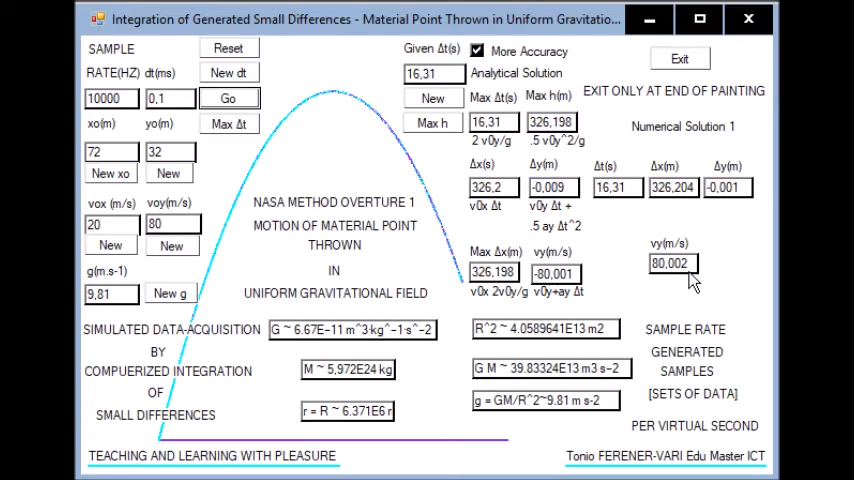 Integration of Generated Small Differences - Material Point Thrown in Uniform Gravitatio...
SAMPLE
Reset
Given Δt(s)
More Accuracy
Exit
RATE(HZ) dt(ms)
New dt
16,31
Analytical Solution
EXIT ONLY AT END OF PAINTING
10000
0,1
Go
New
Max Δt(s)
Max h(m)
xo(m)
yo(m)
Max Δt
Max h
16,31
326,198
Numerical Solution 1
2 v0y/g
.5 v0y^2/g
72
32
New xo
New
Δx(s)
Δy(m)
Δt(s)
Δx(m)
Δy(m)
326,2
-0,009
16,31
326,204
-0,001
vox (m/s)
voy(m/s)
NASA METHOD OVERTURE 1
v0x Δt
v0y Δt +
20
80
MOTION OF MATERIAL POINT
.5 ay Δt^2
New
New
THROWN
Max Δx(m)
vy(m/s)
vy(m/s)
g(m.s-1)
IN
326,198
-80,001
80,002
9,81
New g
UNIFORM GRAVITATIONAL FIELD
v0x 2v0y/g
v0y+ay Δt
SIMULATED DATA-ACQUISITION
G ~ 6.67E-11 m^3·kg^-1·s^-2
R^2 ~ 4.0589641E13 m2
SAMPLE RATE
BY
GENERATED
COMPUERIZED INTEGRATION
M ~ 5,972E24 kg
G M ~ 39.83324E13 m3 s-2
SAMPLES
OF
g = GM/R^2~9.81 m s-2
[SETS OF DATA]
SMALL DIFFERENCES
r = R ~ 6.371E6 r
PER VIRTUAL SECOND
TEACHING AND LEARNING WITH PLEASURE
Tonio FERENER-VARI Edu Master ICT